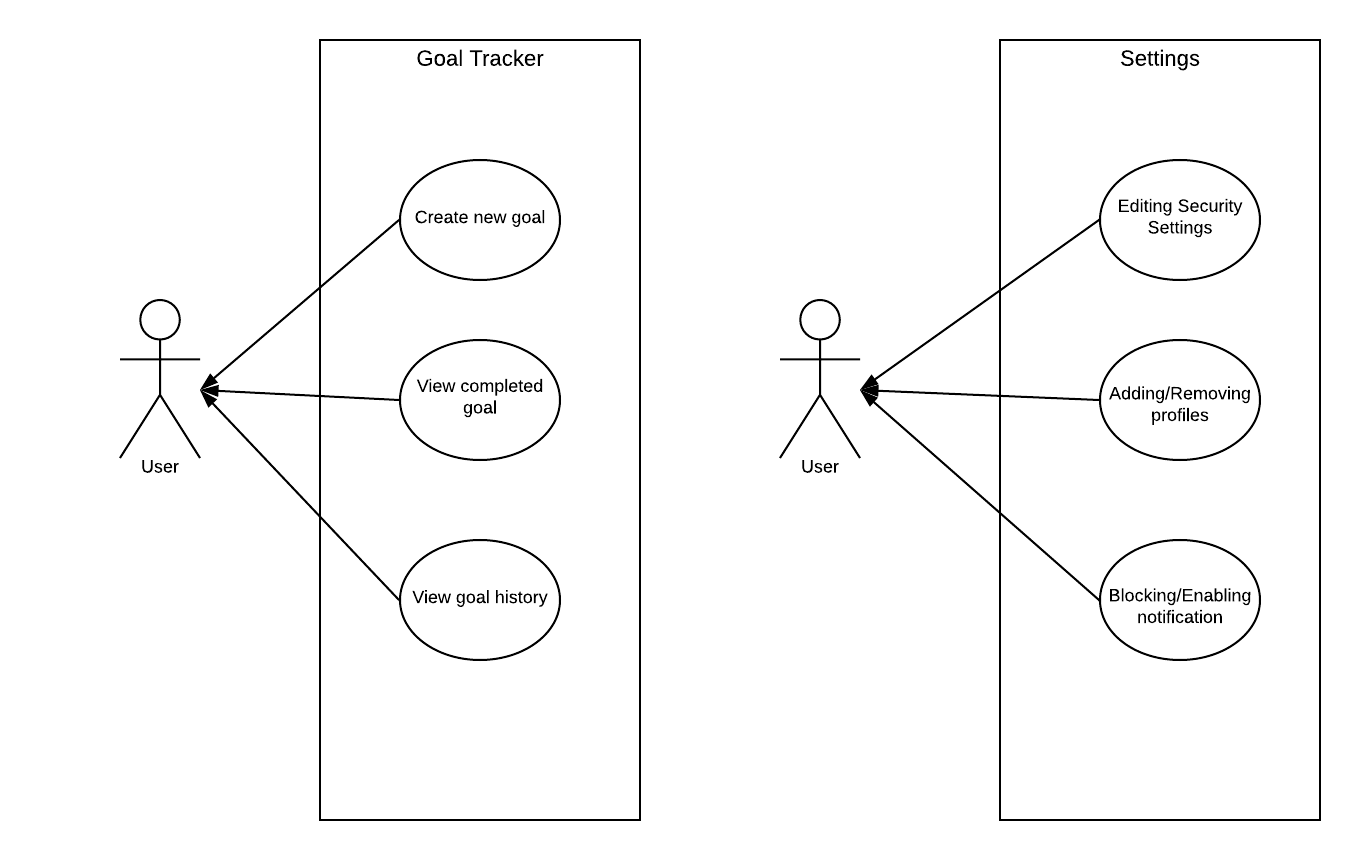 Goal Tracker
Create new goal
View completed
goal
User
View goal history
Settings
Editing Security
Settings
Adding/Removing
profiles
User
Blocking/Enabling
notification